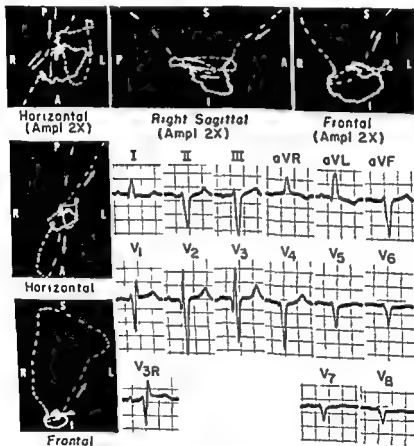 P S S
R L P A R L
A I I
Horizontal Right Sagittal Frontal
(Ampl 2X) (Ampl 2X) (Ampl 2X)
P
R L
A
Horizontal
I II III aVR aVL aVF
V1 V2 V3 V4 V5 V6
S
R L
I
Frontal
V3R V7 V8